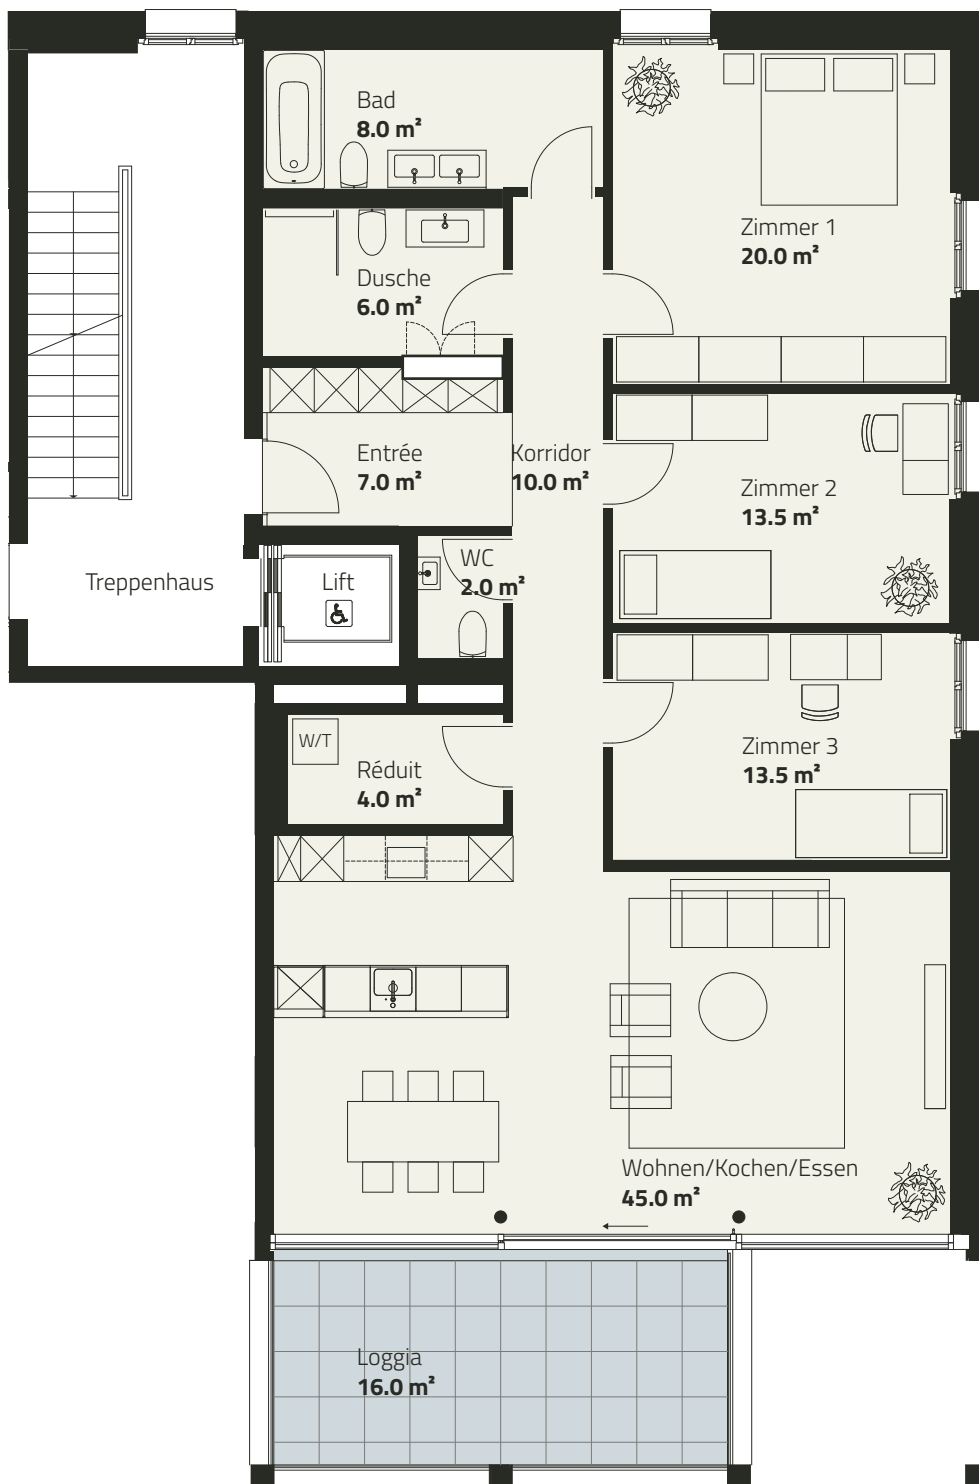 Bad
8.0 m²
Zimmer 1
20.0 m²
Dusche
6.0 m²
Entrée
7.0 m²
Korridor
10.0 m²
Zimmer 2
13.5 m²
Treppenhaus
Lift
WC
2.0 m²
W/T
Réduit
4.0 m²
Zimmer 3
13.5 m²
Wohnen/Kochen/Essen
45.0 m²
Loggia
16.0 m²